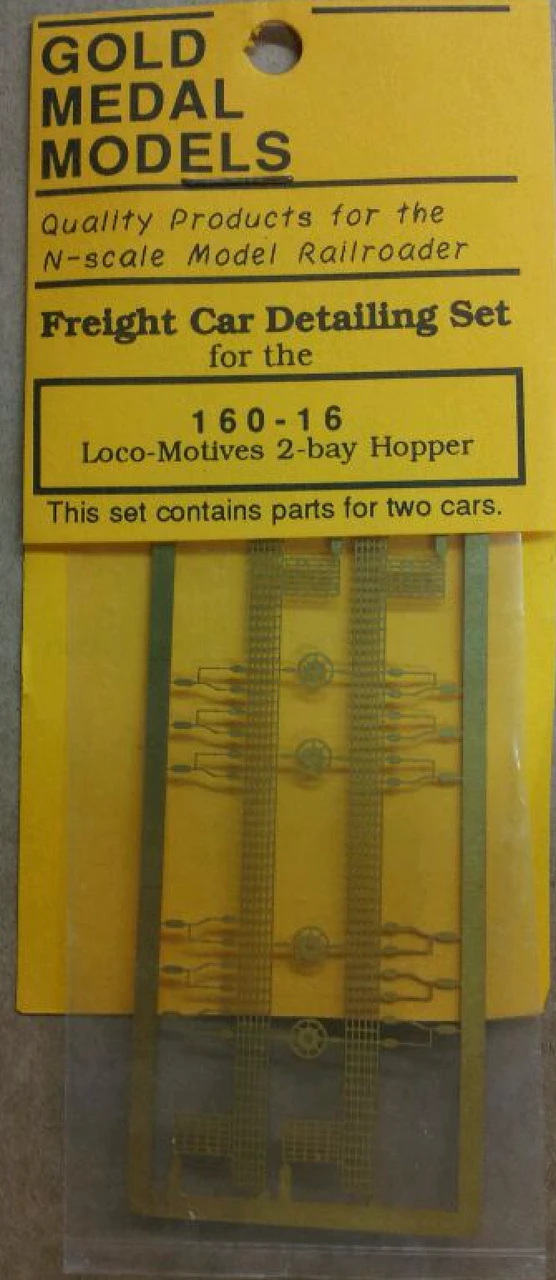 GOLD
MEDAL
MODELS
Quality Products for the
N-scale Model Railroader
Freight Car Detailing Set
for the
160-16
Loco-Motives 2-bay Hopper
This set contains parts for two cars.